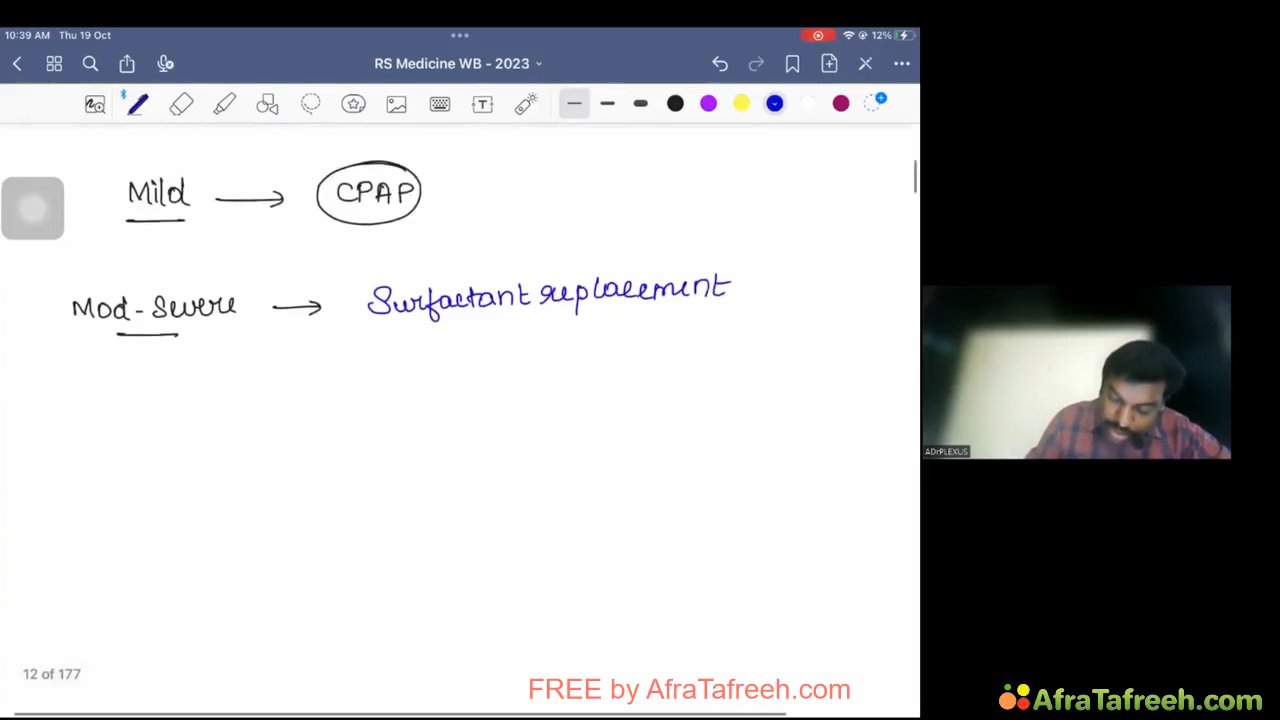 10:39 AM Thu 19 Oct
12%
RS Medicine WB - 2023
Mild → CPAP
Mod - Severe → Surfactant replacement
ADrPLEXUS
12 of 177
FREE by AfraTafreeh.com
AfraTafreeh.com